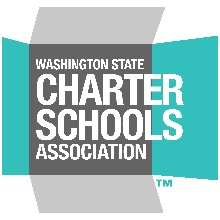 WASHINGTON STATE
CHARTER
SCHOOLS
ASSOCIATION
TM